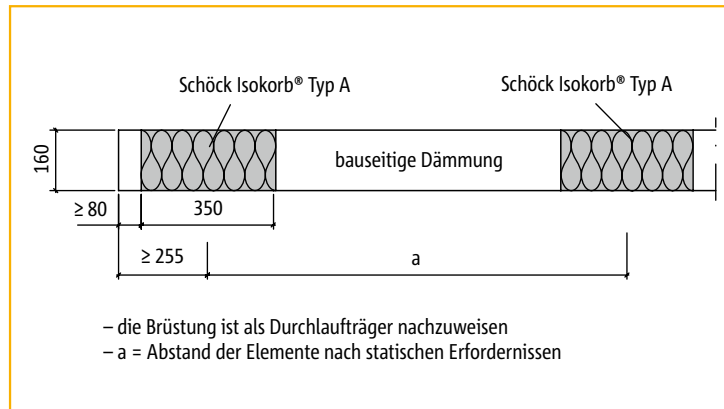 Schöck Isokorb® Typ A
Schöck Isokorb® Typ A
bauseitige Dämmung
160
≥ 80
350
≥ 255
a
– die Brüstung ist als Durchlaufträger nachzuweisen
– a = Abstand der Elemente nach statischen Erfordernissen